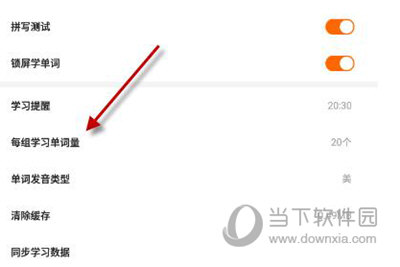 拼写测试
锁屏学单词
学习提醒 20:30
每组学习单词量 20个
单词发音类型 美
清除缓存
同步学习数据
当下软件园
www.downxia.com